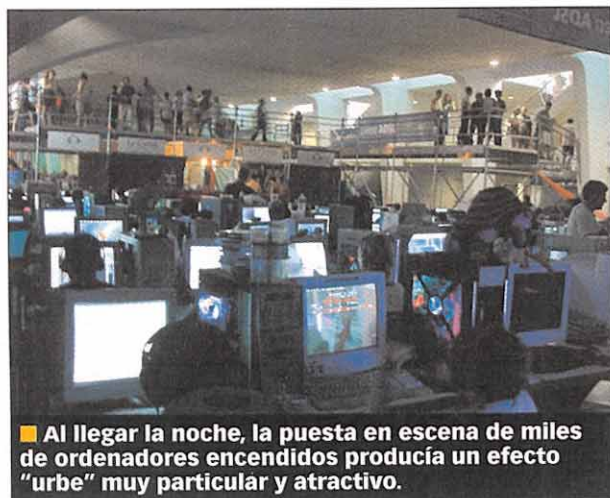 ADSL
Al llegar la noche, la puesta en escena de miles
de ordenadores encendidos producía un efecto
"urbe" muy particular y atractivo.